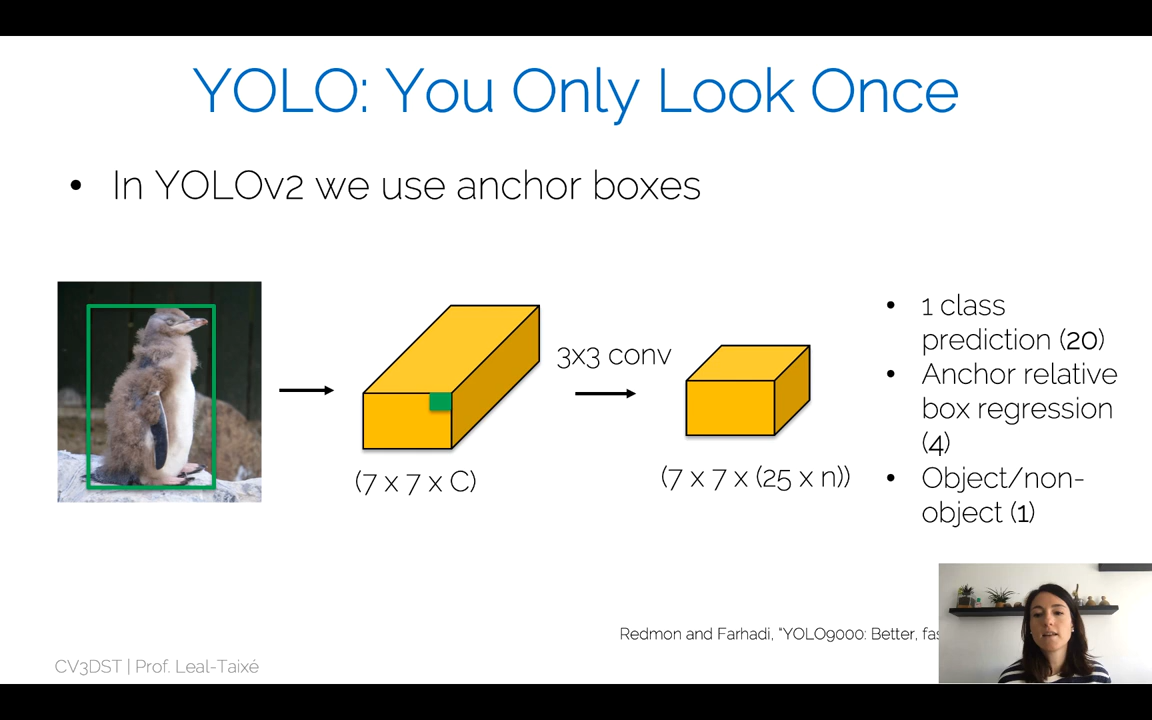 YOLO: You Only Look Once
• In YOLOv2 we use anchor boxes
3x3 conv
(7 x 7 x C)
(7 x 7 x (25 x n))
• 1 class
prediction (20)
• Anchor relative
box regression
(4)
• Object/non-
object (1)
Redmon and Farhadi, "YOLO9000: Better,
CV3DST | Prof. Leal-Taixé